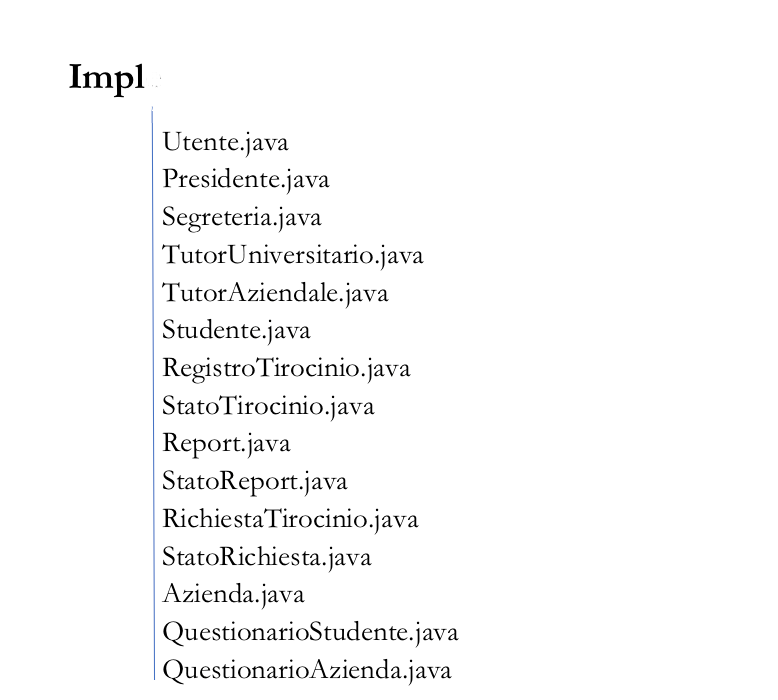 Impl
Utente.java
Presidente.java
Segreteria.java
TutorUniversitario.java
TutorAziendale.java
Studente.java
RegistroTirocinio.java
StatoTirocinio.java
Report.java
StatoReport.java
RichiestaTirocinio.java
StatoRichiesta.java
Azienda.java
QuestionarioStudente.java
QuestionarioAzienda.java